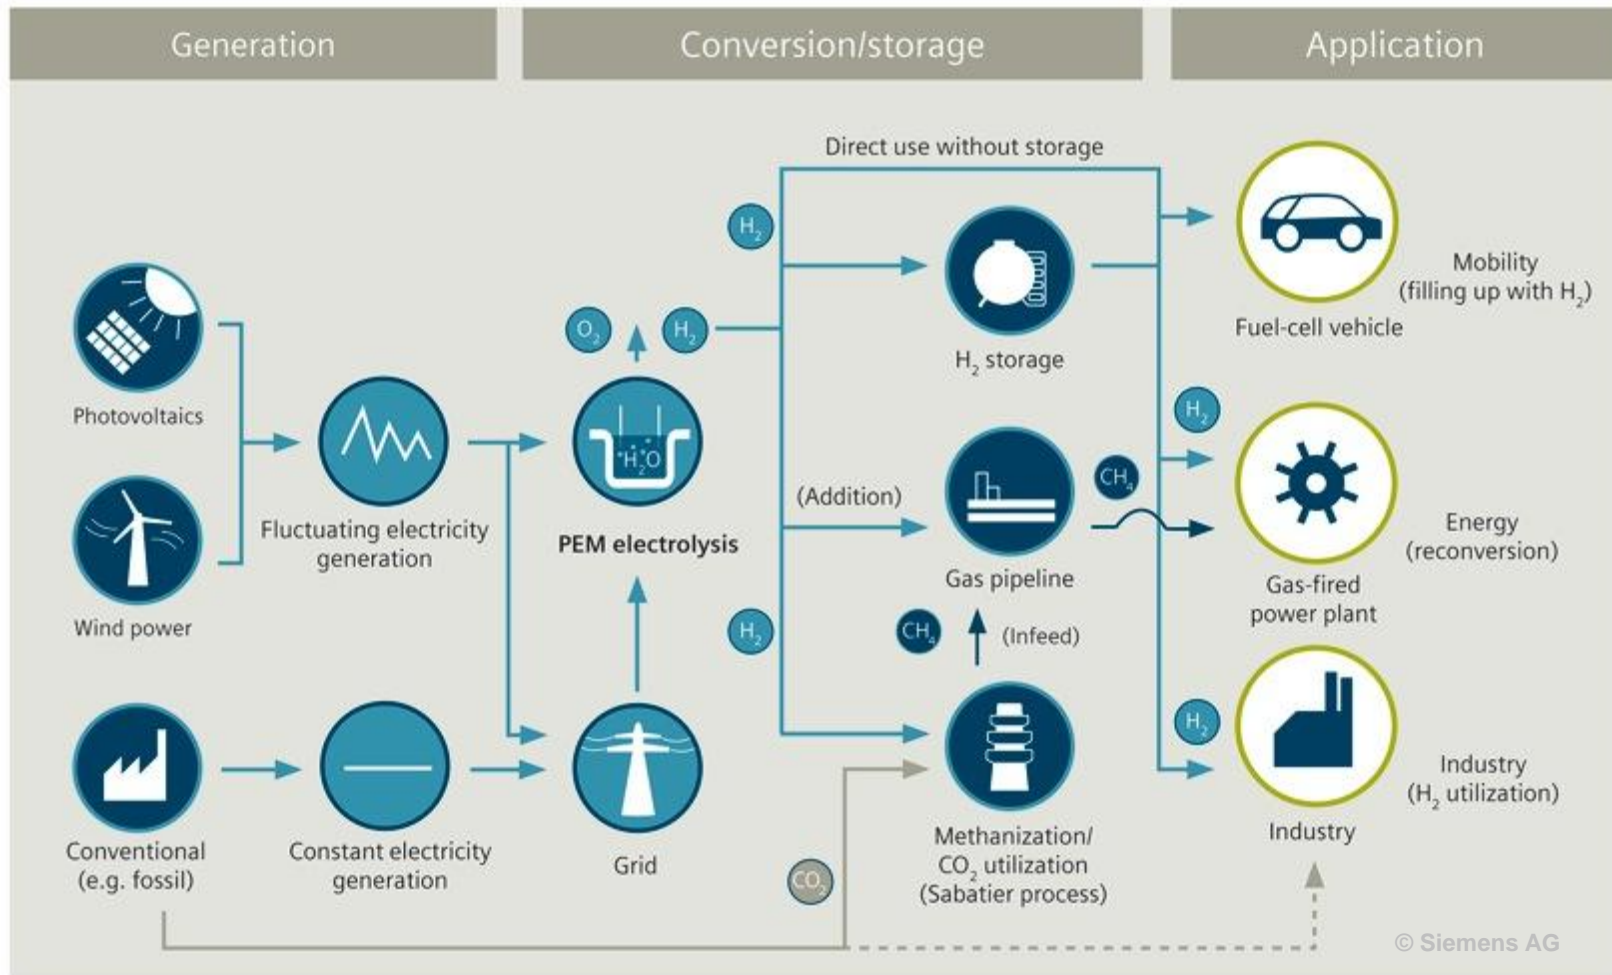 Generation
Conversion/storage
Application
Direct use without storage
H₂
O₂
H₂
H₂ storage
Photovoltaics
Wind power
Fluctuating electricity
generation
H₂O
PEM electrolysis
(Addition)
Gas pipeline
CH₄
H₂
CH₄
(Infeed)
Fuel-cell vehicle
Mobility
(filling up with H₂)
H₂
Gas-fired
power plant
Energy
(reconversion)
H₂
Industry
Industry
(H₂ utilization)
Conventional
(e.g. fossil)
Constant electricity
generation
Grid
CO₂
Methanization/
CO₂ utilization
(Sabatier process)
© Siemens AG